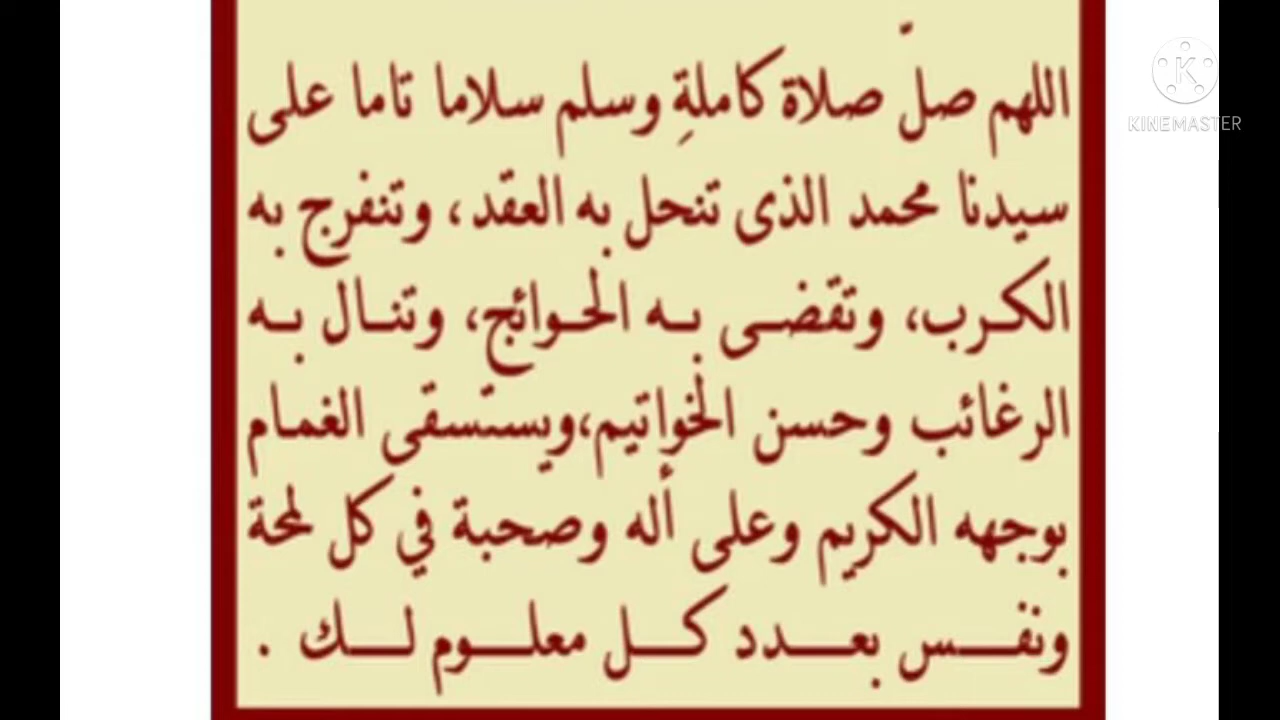 اللهم صلّ صلاة كاملةِ وسلم سلاما تاما على
سيدنا محمد الذى تنحل به العقد، وتنفرج به
الكرب، وتقضى به الحوائج، وتنال به
الرغائب وحسن الخواتيم،ويستسقى الغمام
بوجهه الكريم وعلى أله وصحبة في كل لمحة
ونفس بعدد كل معلوم لك .
K
KINEMASTER